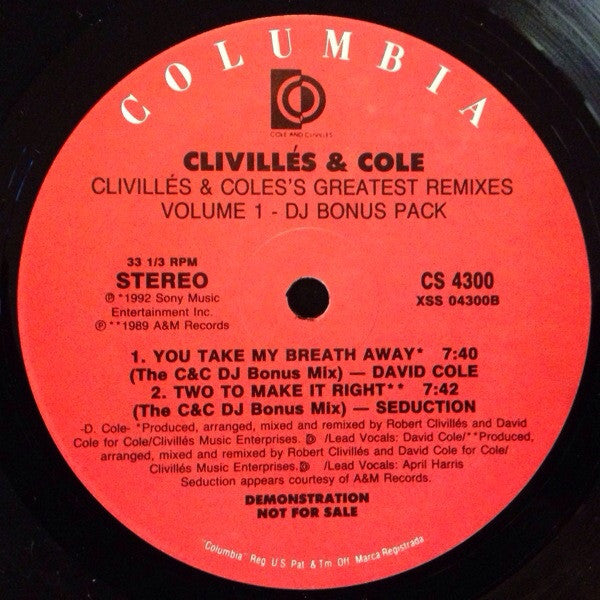 COLUMBIA
COLE AND CLIVILLÉS
CLIVILLÉS & COLE
CLIVILLÉS & COLES'S GREATEST REMIXES
VOLUME 1 - DJ BONUS PACK
33 1/3 RPM
STEREO
CS 4300
XSS 04300B
℗ *1992 Sony Music
Entertainment Inc.
℗ **1989 A&M Records
1. YOU TAKE MY BREATH AWAY* 7:40
(The C&C DJ Bonus Mix) — DAVID COLE
2. TWO TO MAKE IT RIGHT** 7:42
(The C&C DJ Bonus Mix) — SEDUCTION
-D. Cole- *Produced, arranged, mixed and remixed by Robert Clivillés and David
Cole for Cole/Clivillés Music Enterprises. /Lead Vocals: David Cole/**Produced,
arranged, mixed and remixed by Robert Clivillés and David Cole for Cole/
Clivillés Music Enterprises. /Lead Vocals: April Harris
Seduction appears courtesy of A&M Records.
DEMONSTRATION
NOT FOR SALE
"Columbia" Reg. U.S. Pat. & Tm. Off. Marca Registrada